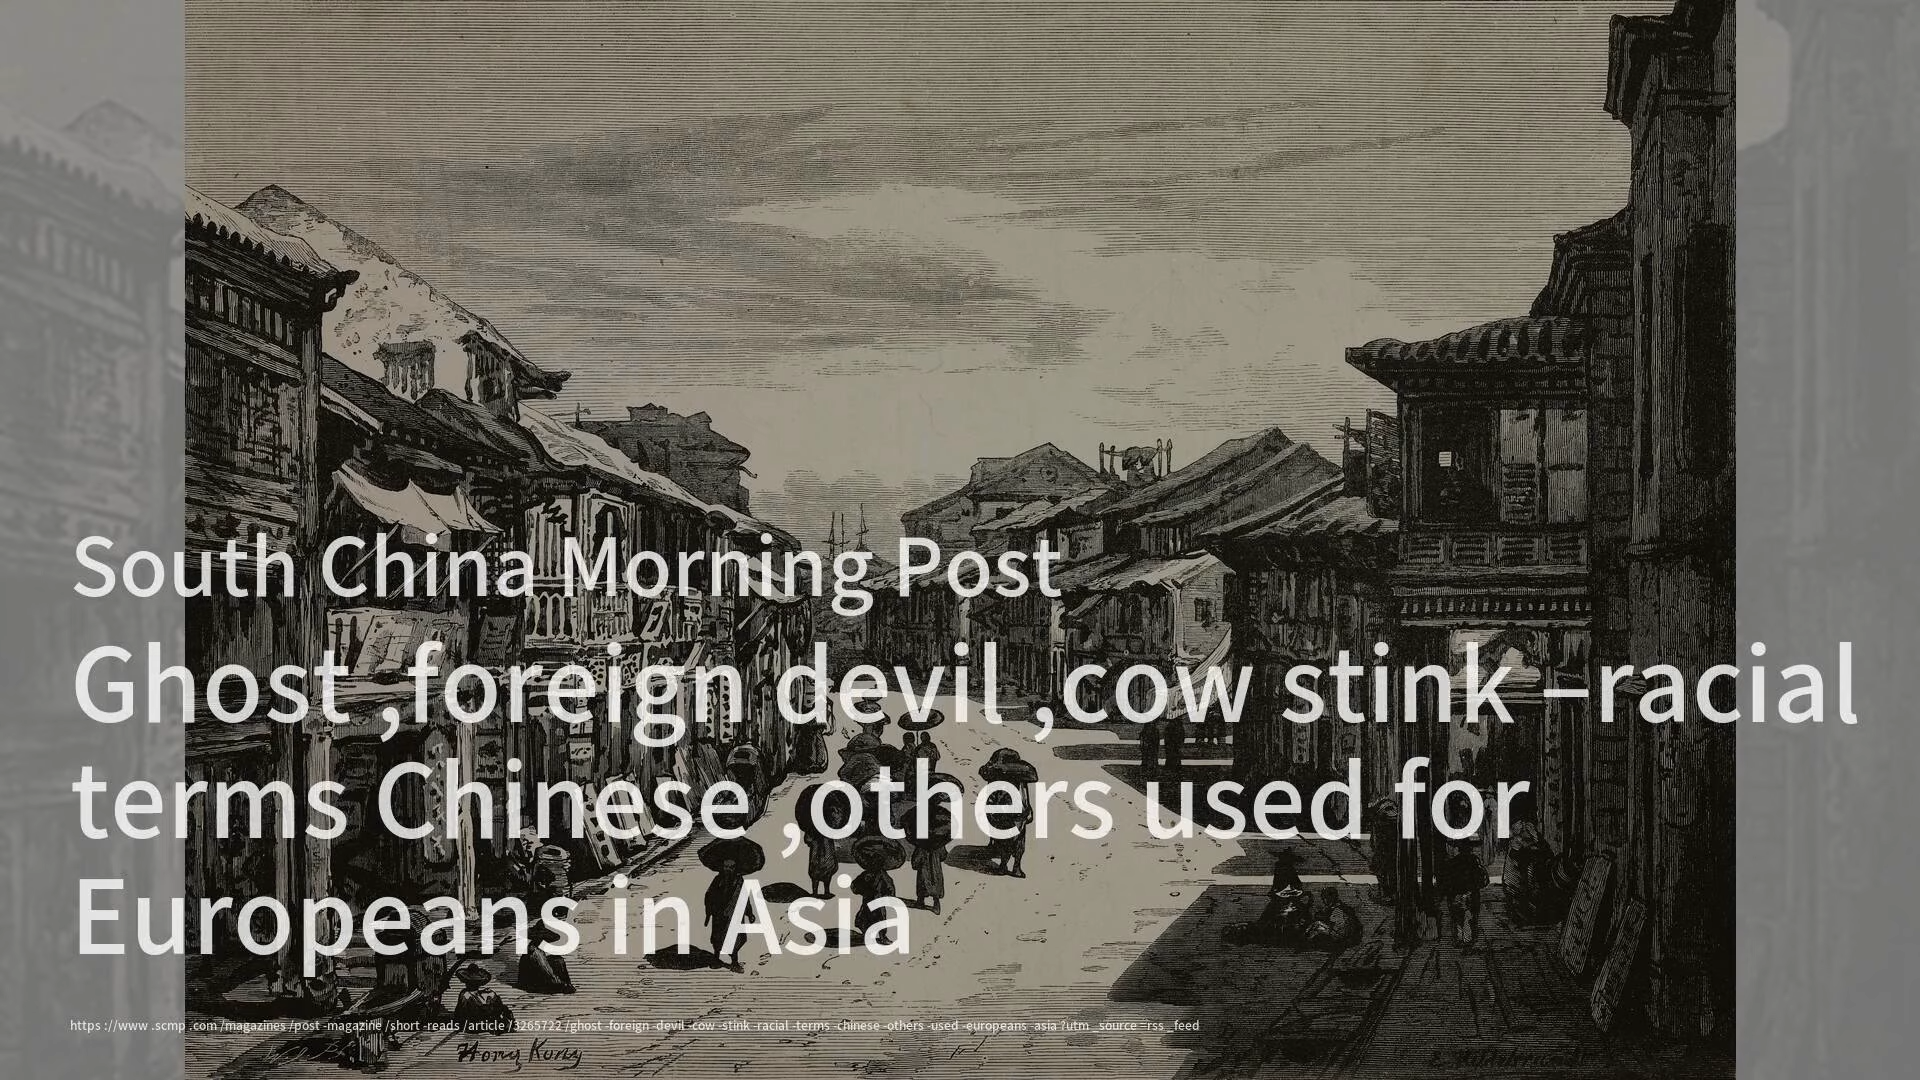 South China Morning Post
Ghost ,foreign devil ,cow stink –racial
terms Chinese ,others used for
Europeans in Asia
https ://www .scmp .com /magazines /post -magazine /short -reads /article /3265722 /ghost -foreign -devil -cow -stink -racial -terms -chinese -others -used -europeans -asia ?utm _source =rss _feed
Hong Kong